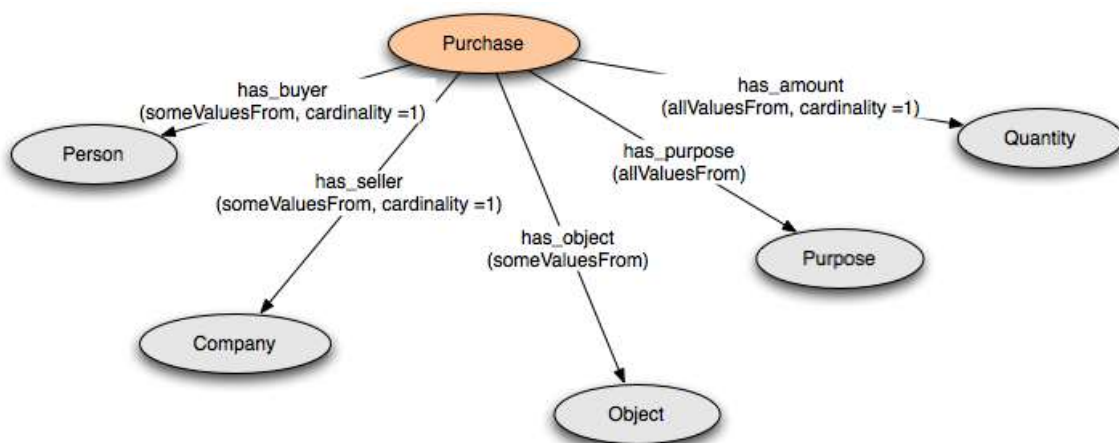 Purchase
has_buyer
(someValuesFrom, cardinality =1)
has_amount
(allValuesFrom, cardinality =1)
Person
Quantity
has_purpose
(allValuesFrom)
has_seller
(someValuesFrom, cardinality =1)
has_object
(someValuesFrom)
Purpose
Company
Object